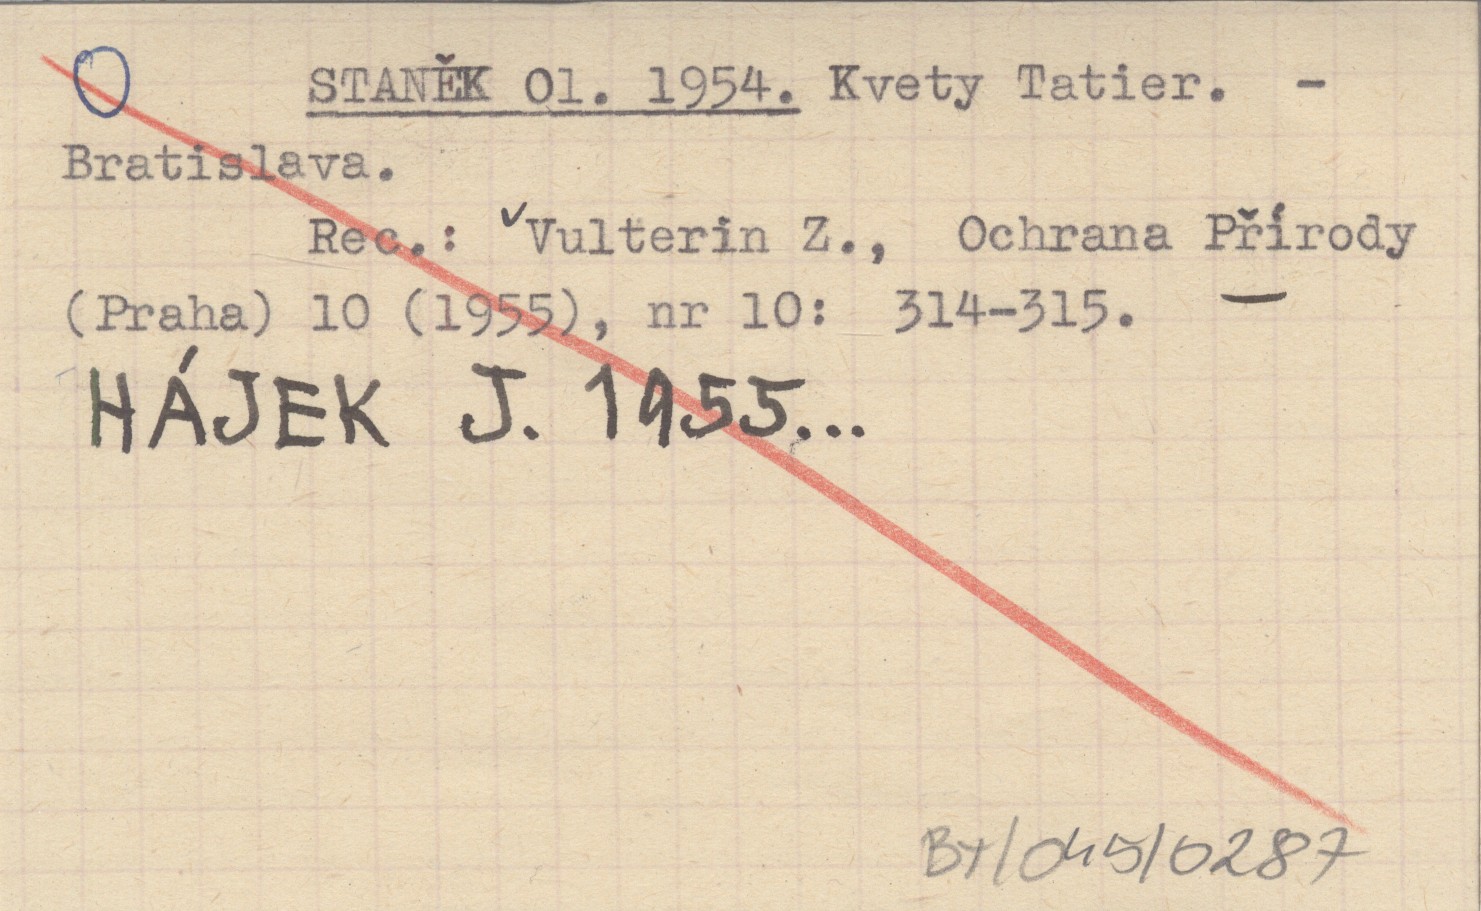 STANĚK Ol. 1954. Kvety Tatier. -
Bratislava.
Rec.: Vulterin Z., Ochrana Přírody
(Praha) 10 (1955), nr 10: 314-315.
HÁJEK J. 1955...
BT/045/0287